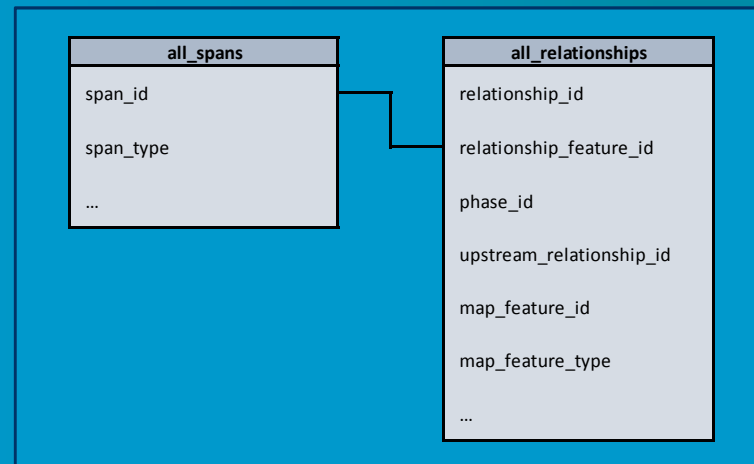 all_spans
span_id
span_type
...
all_relationships
relationship_id
relationship_feature_id
phase_id
upstream_relationship_id
map_feature_id
map_feature_type
...